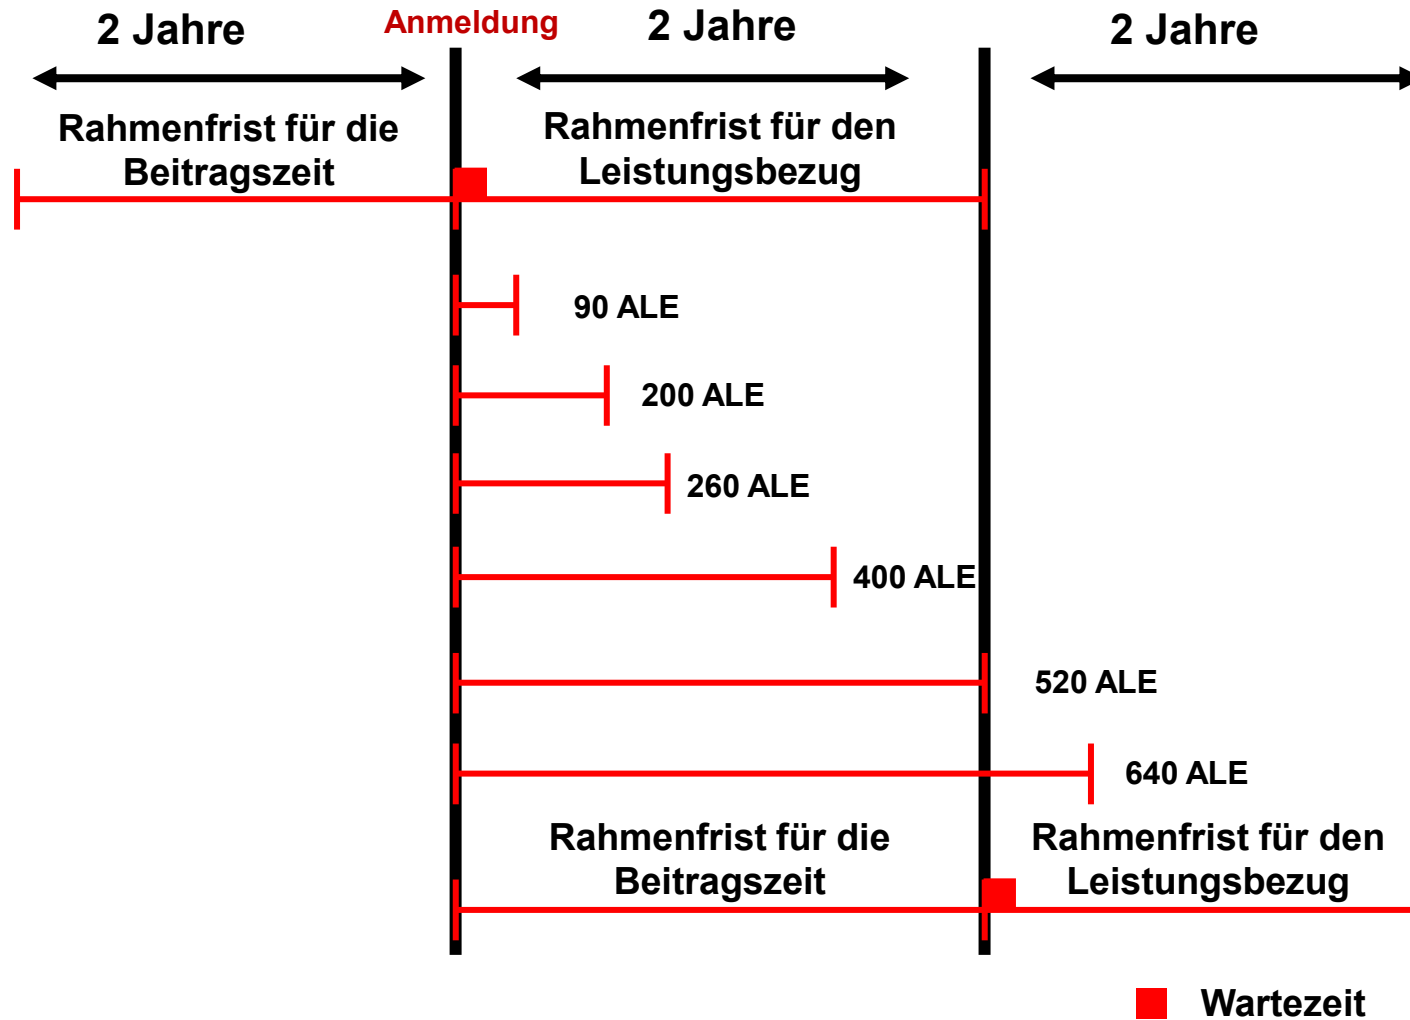 2 Jahre
Anmeldung
2 Jahre
2 Jahre
Rahmenfrist für die
Beitragszeit
Rahmenfrist für den
Leistungsbezug
90 ALE
200 ALE
260 ALE
400 ALE
520 ALE
640 ALE
Rahmenfrist für die
Beitragszeit
Rahmenfrist für den
Leistungsbezug
Wartezeit